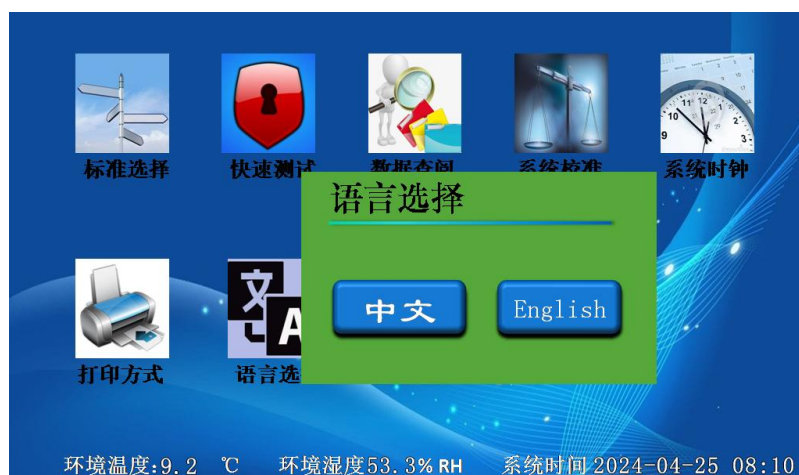 标准选择 快速测试 数据查阅 系统校准 系统时钟
语言选择
中文 English
打印方式 语言选
环境温度:9.2 ℃ 环境湿度53.3% RH 系统时间 2024-04-25 08:10